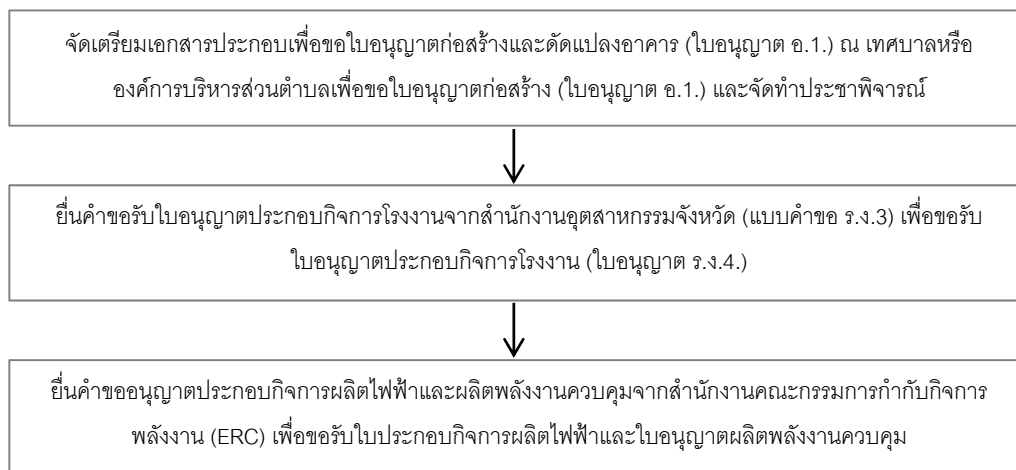 จัดเตรียมเอกสารประกอบเพื่อขอใบอนุญาตก่อสร้างและดัดแปลงอาคาร (ใบอนุญาต อ.1.) ณ เทศบาลหรือ
องค์การบริหารส่วนตำบลเพื่อขอใบอนุญาตก่อสร้าง (ใบอนุญาต อ.1.) และจัดทำประชาพิจารณ์
ยื่นคำขอรับใบอนุญาตประกอบกิจการโรงงานจากสำนักงานอุตสาหกรรมจังหวัด (แบบคำขอ ร.ง.3) เพื่อขอรับ
ใบอนุญาตประกอบกิจการโรงงาน (ใบอนุญาต ร.ง.4.)
ยื่นคำขออนุญาตประกอบกิจการผลิตไฟฟ้าและผลิตพลังงานควบคุมจากสำนักงานคณะกรรมการกำกับกิจการ
พลังงาน (ERC) เพื่อขอรับใบประกอบกิจการผลิตไฟฟ้าและใบอนุญาตผลิตพลังงานควบคุม